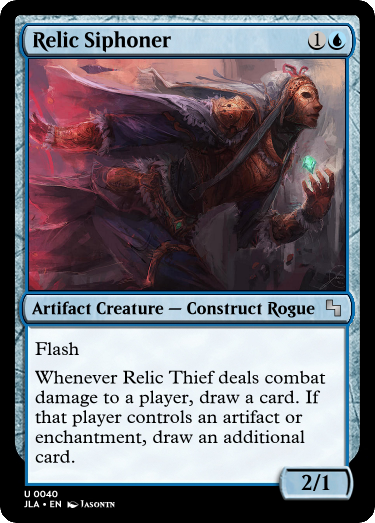 Relic Siphoner 1
Artifact Creature — Construct Rogue
Flash
Whenever Relic Thief deals combat
damage to a player, draw a card. If
that player controls an artifact or
enchantment, draw an additional
card.
2/1
U 0040
JLA • EN Jasontn